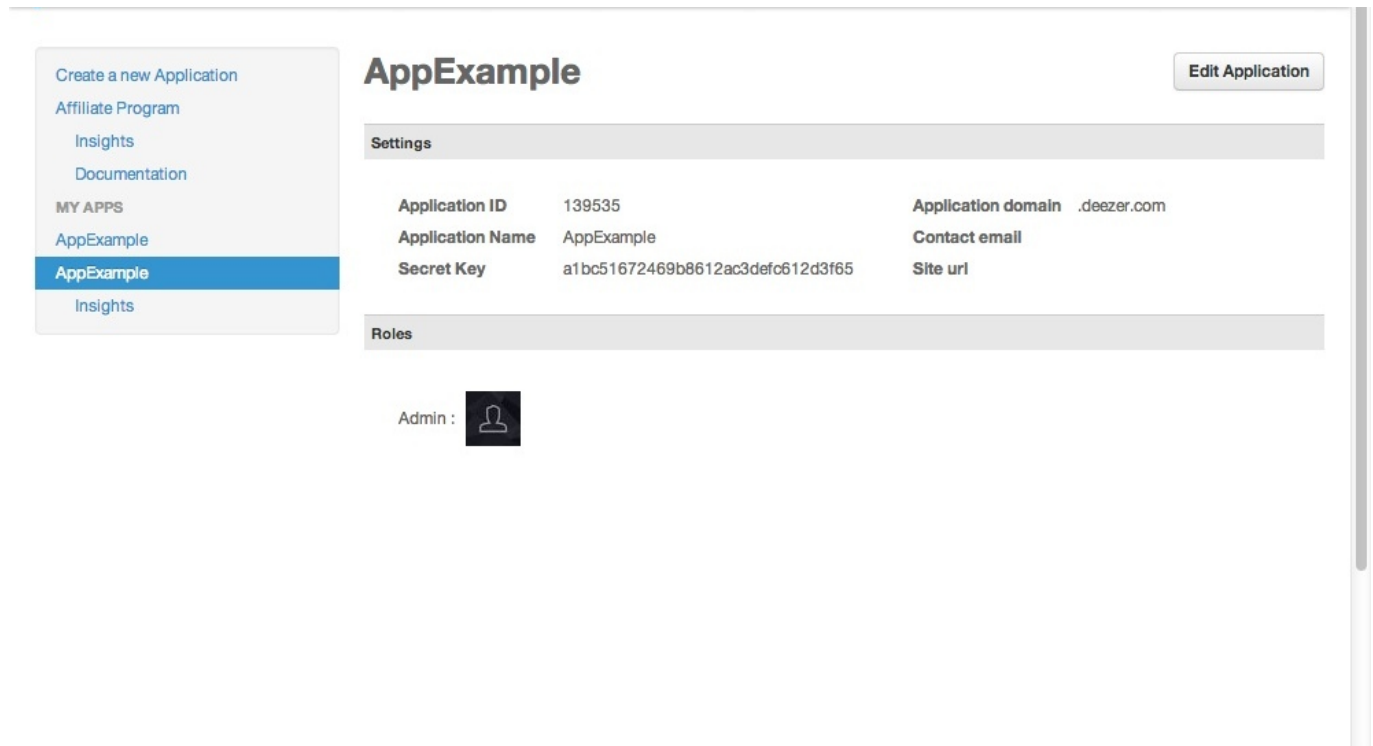 Create a new Application
Affiliate Program
Insights
Documentation
MY APPS
AppExample
AppExample
Insights
AppExample
Edit Application
Settings
Application ID 139535
Application Name AppExample
Secret Key a1bc51672469b8612ac3defc612d3f65
Application domain .deezer.com
Contact email
Site url
Roles
Admin :